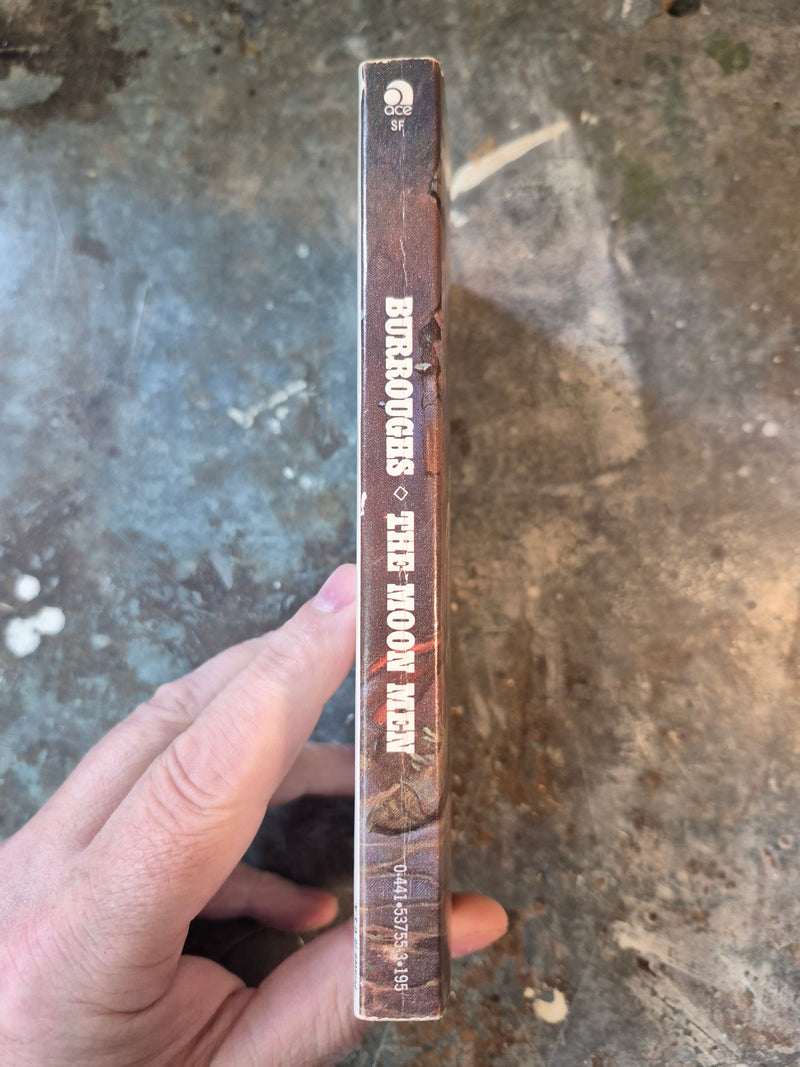 ace
SF
BURROUGHS ◇ THE MOON MEN
0·441·53755·3·195